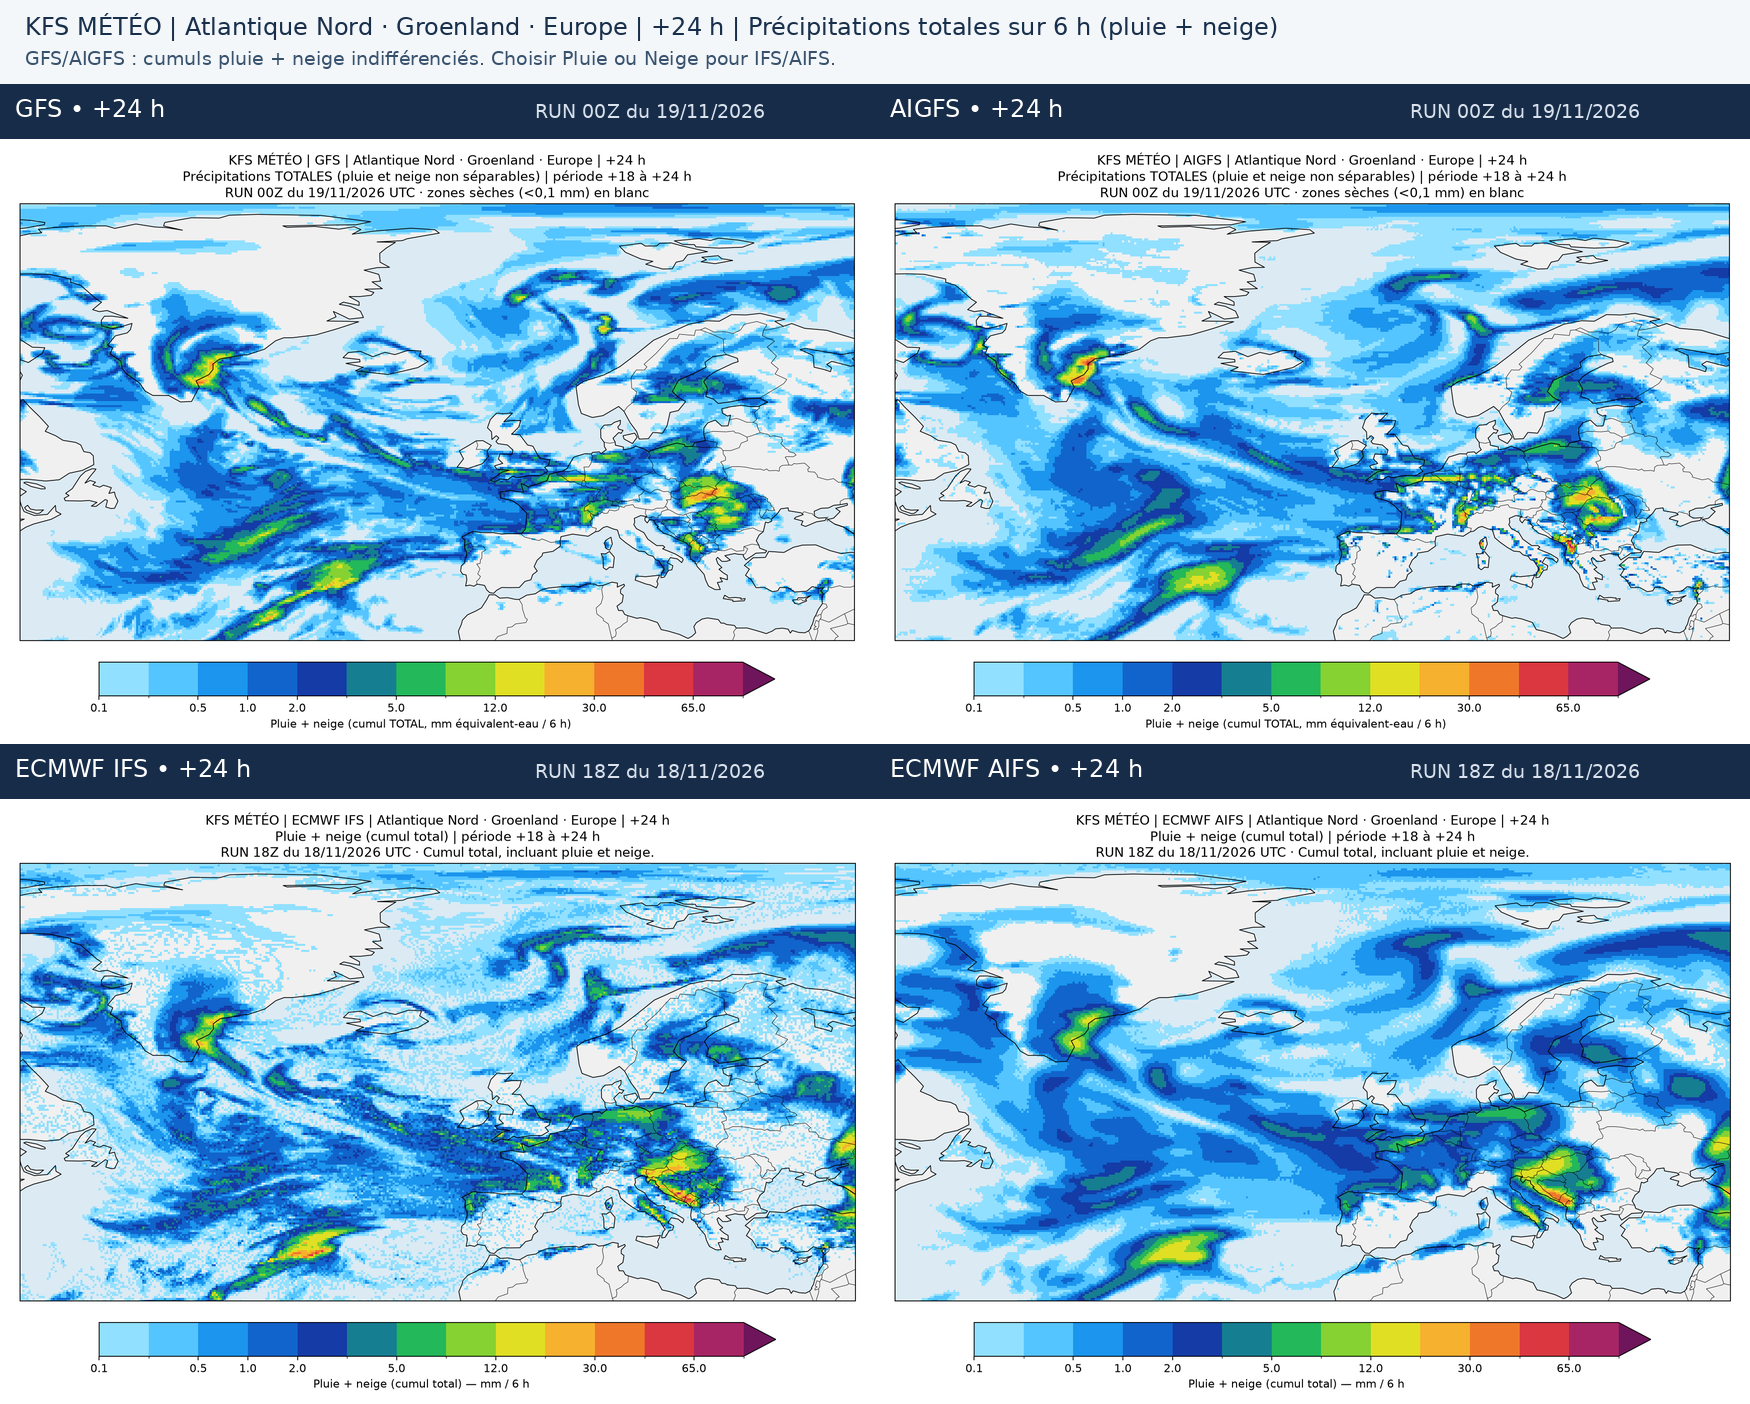 KFS MÉTÉO | Atlantique Nord · Groenland · Europe | +24 h | Précipitations totales sur 6 h (pluie + neige)
GFS/AIGFS : cumuls pluie + neige indifférenciés. Choisir Pluie ou Neige pour IFS/AIFS.
GFS • +24 h
RUN 00Z du 19/11/2026
AIGFS • +24 h
RUN 00Z du 19/11/2026
KFS MÉTÉO | GFS | Atlantique Nord · Groenland · Europe | +24 h
Précipitations TOTALES (pluie et neige non séparables) | période +18 à +24 h
RUN 00Z du 19/11/2026 UTC · zones sèches (<0,1 mm) en blanc
KFS MÉTÉO | AIGFS | Atlantique Nord · Groenland · Europe | +24 h
Précipitations TOTALES (pluie et neige non séparables) | période +18 à +24 h
RUN 00Z du 19/11/2026 UTC · zones sèches (<0,1 mm) en blanc
0.1 0.5 1.0 2.0 5.0 12.0 30.0 65.0
Pluie + neige (cumul TOTAL, mm équivalent-eau / 6 h)
0.1 0.5 1.0 2.0 5.0 12.0 30.0 65.0
Pluie + neige (cumul TOTAL, mm équivalent-eau / 6 h)
ECMWF IFS • +24 h
RUN 18Z du 18/11/2026
ECMWF AIFS • +24 h
RUN 18Z du 18/11/2026
KFS MÉTÉO | ECMWF IFS | Atlantique Nord · Groenland · Europe | +24 h
Pluie + neige (cumul total) | période +18 à +24 h
RUN 18Z du 18/11/2026 UTC · Cumul total, incluant pluie et neige.
KFS MÉTÉO | ECMWF AIFS | Atlantique Nord · Groenland · Europe | +24 h
Pluie + neige (cumul total) | période +18 à +24 h
RUN 18Z du 18/11/2026 UTC · Cumul total, incluant pluie et neige.
0.1 0.5 1.0 2.0 5.0 12.0 30.0 65.0
Pluie + neige (cumul total) — mm / 6 h
0.1 0.5 1.0 2.0 5.0 12.0 30.0 65.0
Pluie + neige (cumul total) — mm / 6 h